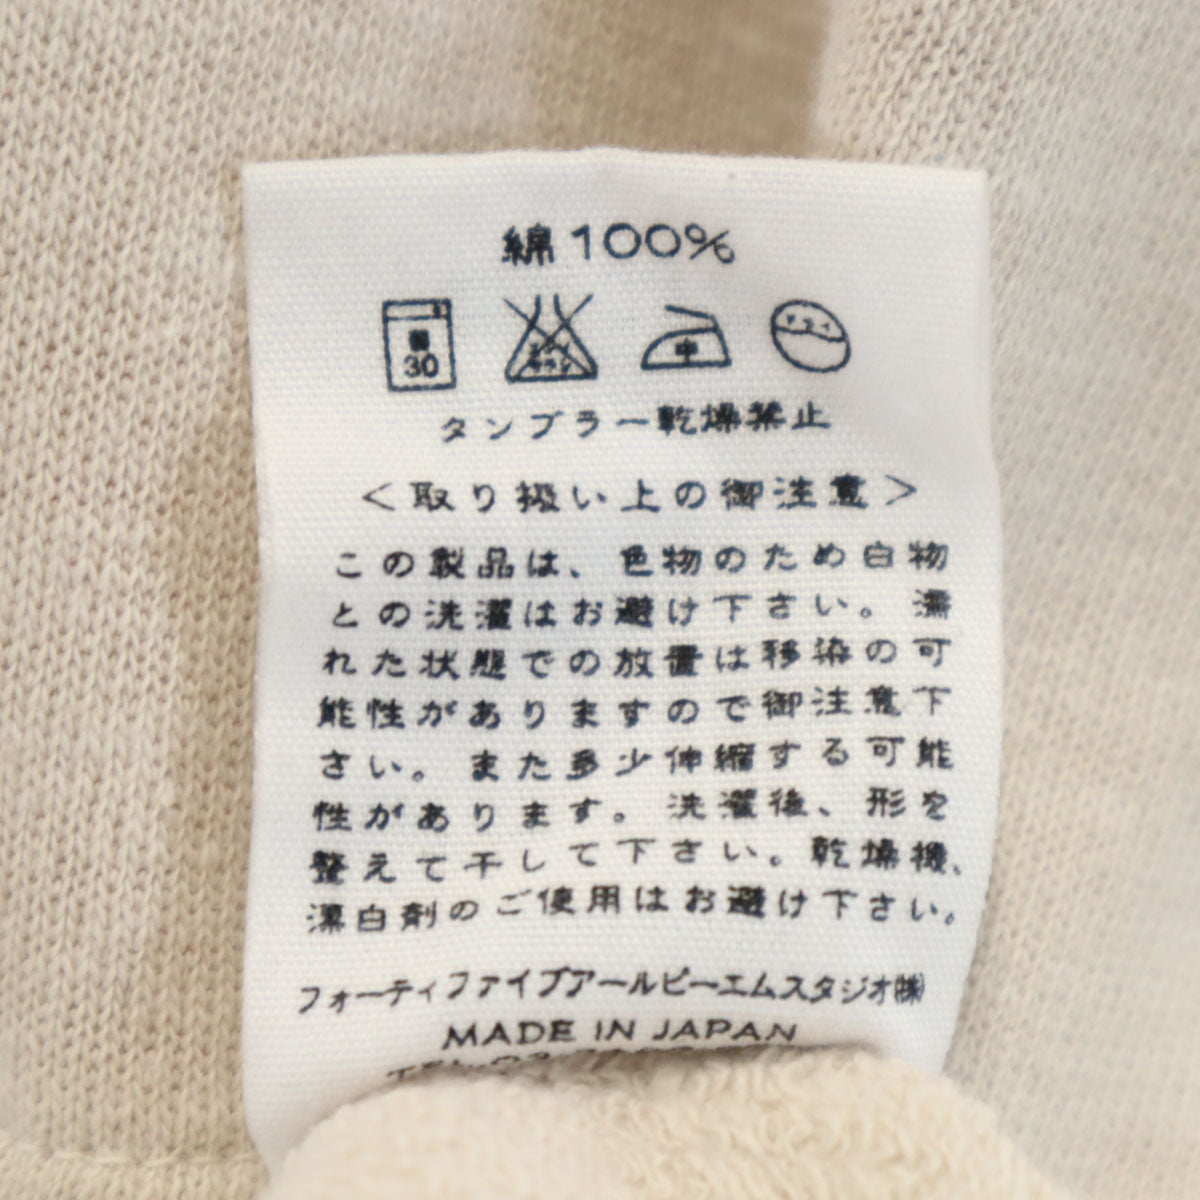 綿100%
30
エンソ
サラシ
中
タンブラー乾燥禁止
<取り扱い上の御注意>
この製品は、色物のため白物
との洗濯はお避け下さい。濡
れた状態での放置は移染の可
能性がありますので御注意下
さい。また多少伸縮する可能
性があります。洗濯後、形を
整えて干して下さい。乾燥機、
漂白剤のご使用はお避け下さい。
フォーティファイブアールピーエムスタジオ㈱
MADE IN JAPAN